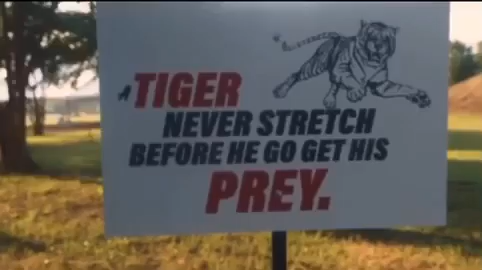 A TIGER
NEVER STRETCH
BEFORE HE GO GET HIS
PREY.